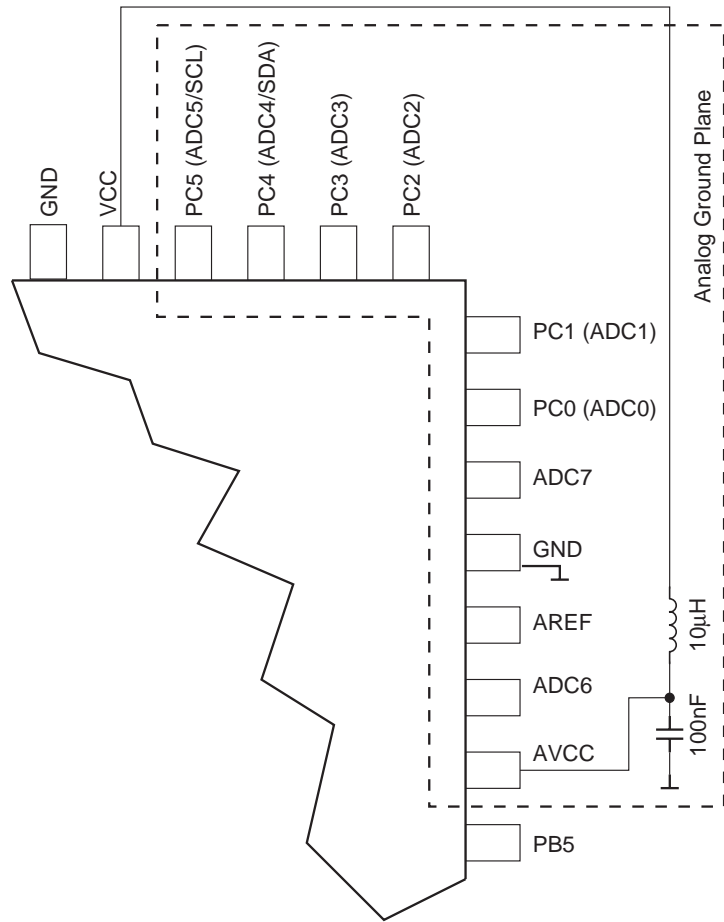 GND
VCC
PC5 (ADC5/SCL)
PC4 (ADC4/SDA)
PC3 (ADC3)
PC2 (ADC2)
Analog Ground Plane
PC1 (ADC1)
PC0 (ADC0)
ADC7
GND
AREF
10μH
ADC6
100nF
AVCC
PB5